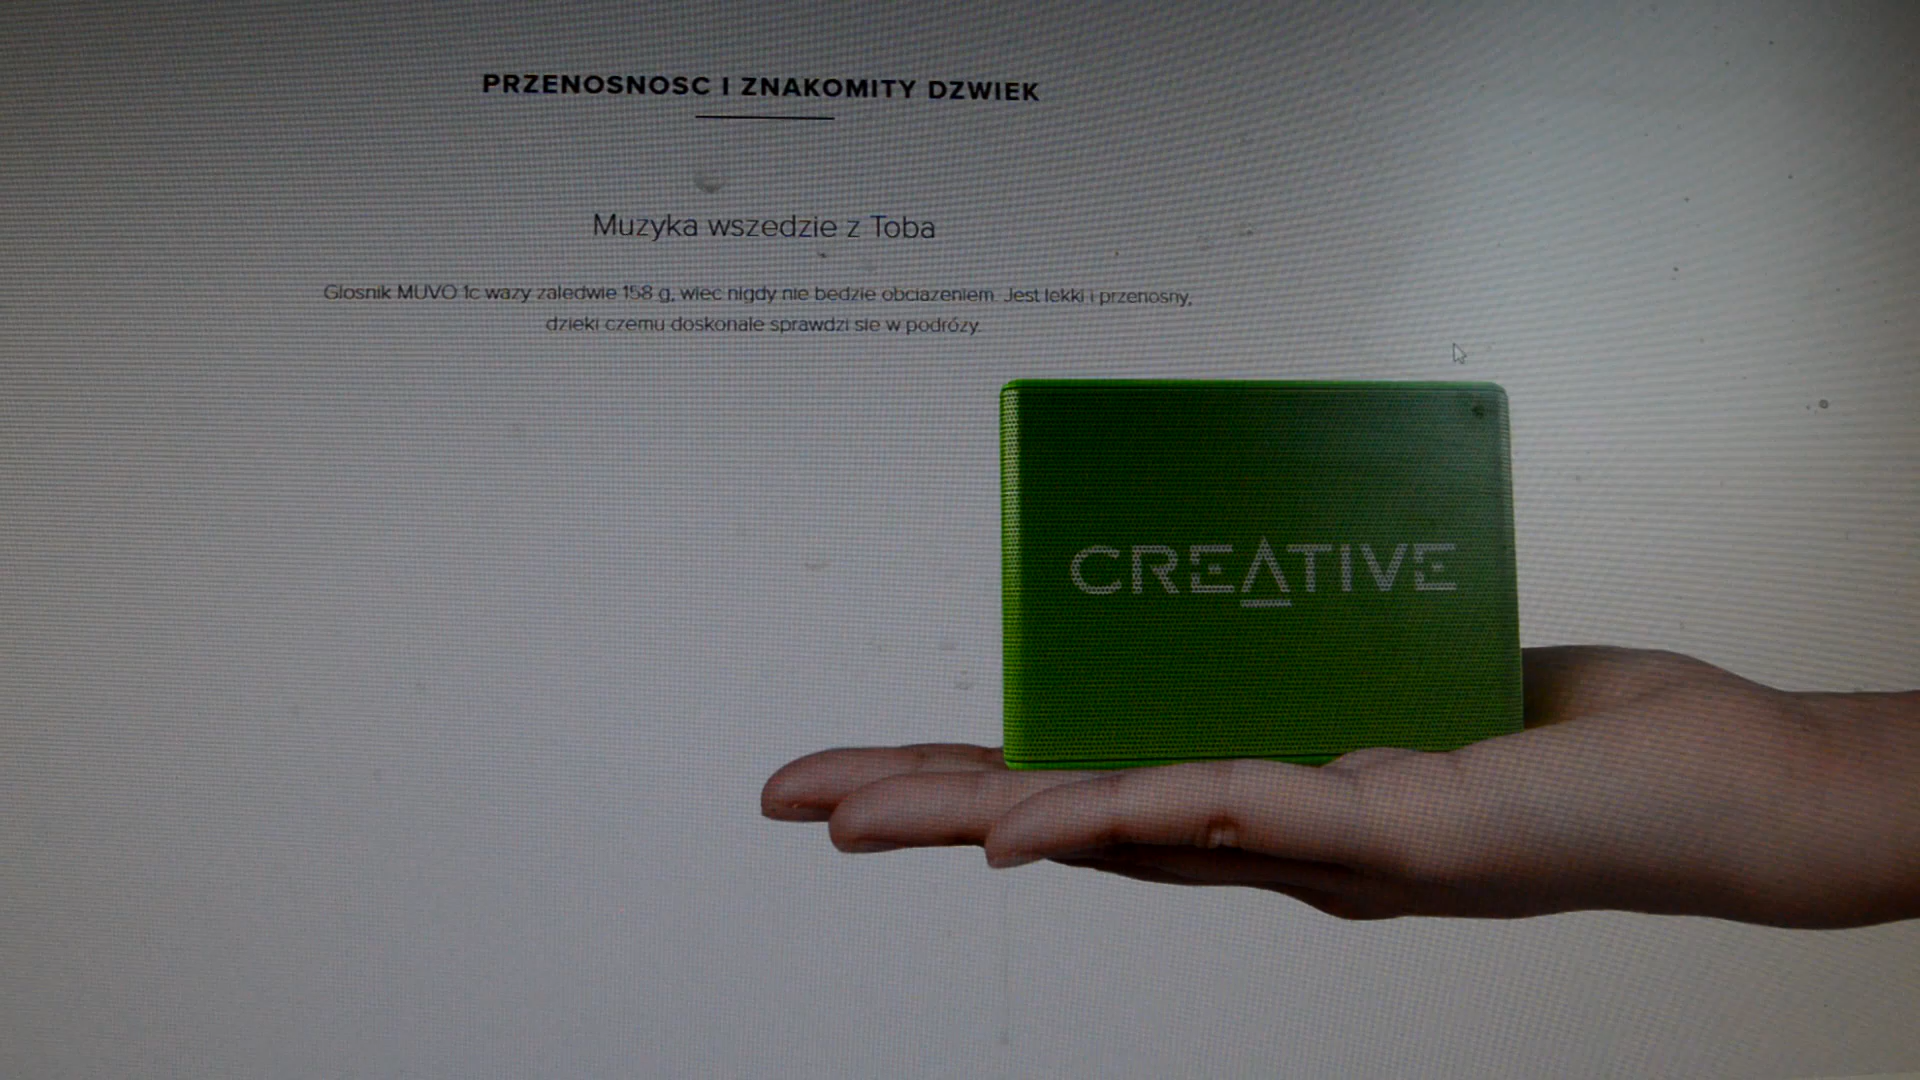 PRZENOSNOSC I ZNAKOMITY DZWIEK
Muzyka wszedzie z Toba
Glosnik MUVO 1c wazy zaledwie 158 g, wiec nigdy nie bedzie obciazeniem. Jest lekki i przenosny,
dzieki czemu doskonale sprawdzi sie w podrózy.
CREATIVE